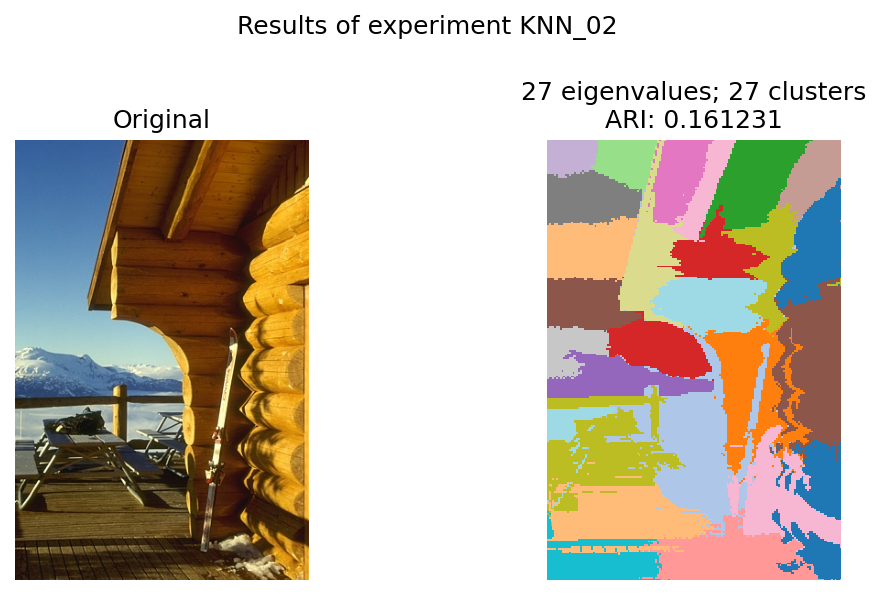 Results of experiment KNN_02
Original
27 eigenvalues; 27 clusters
ARI: 0.161231